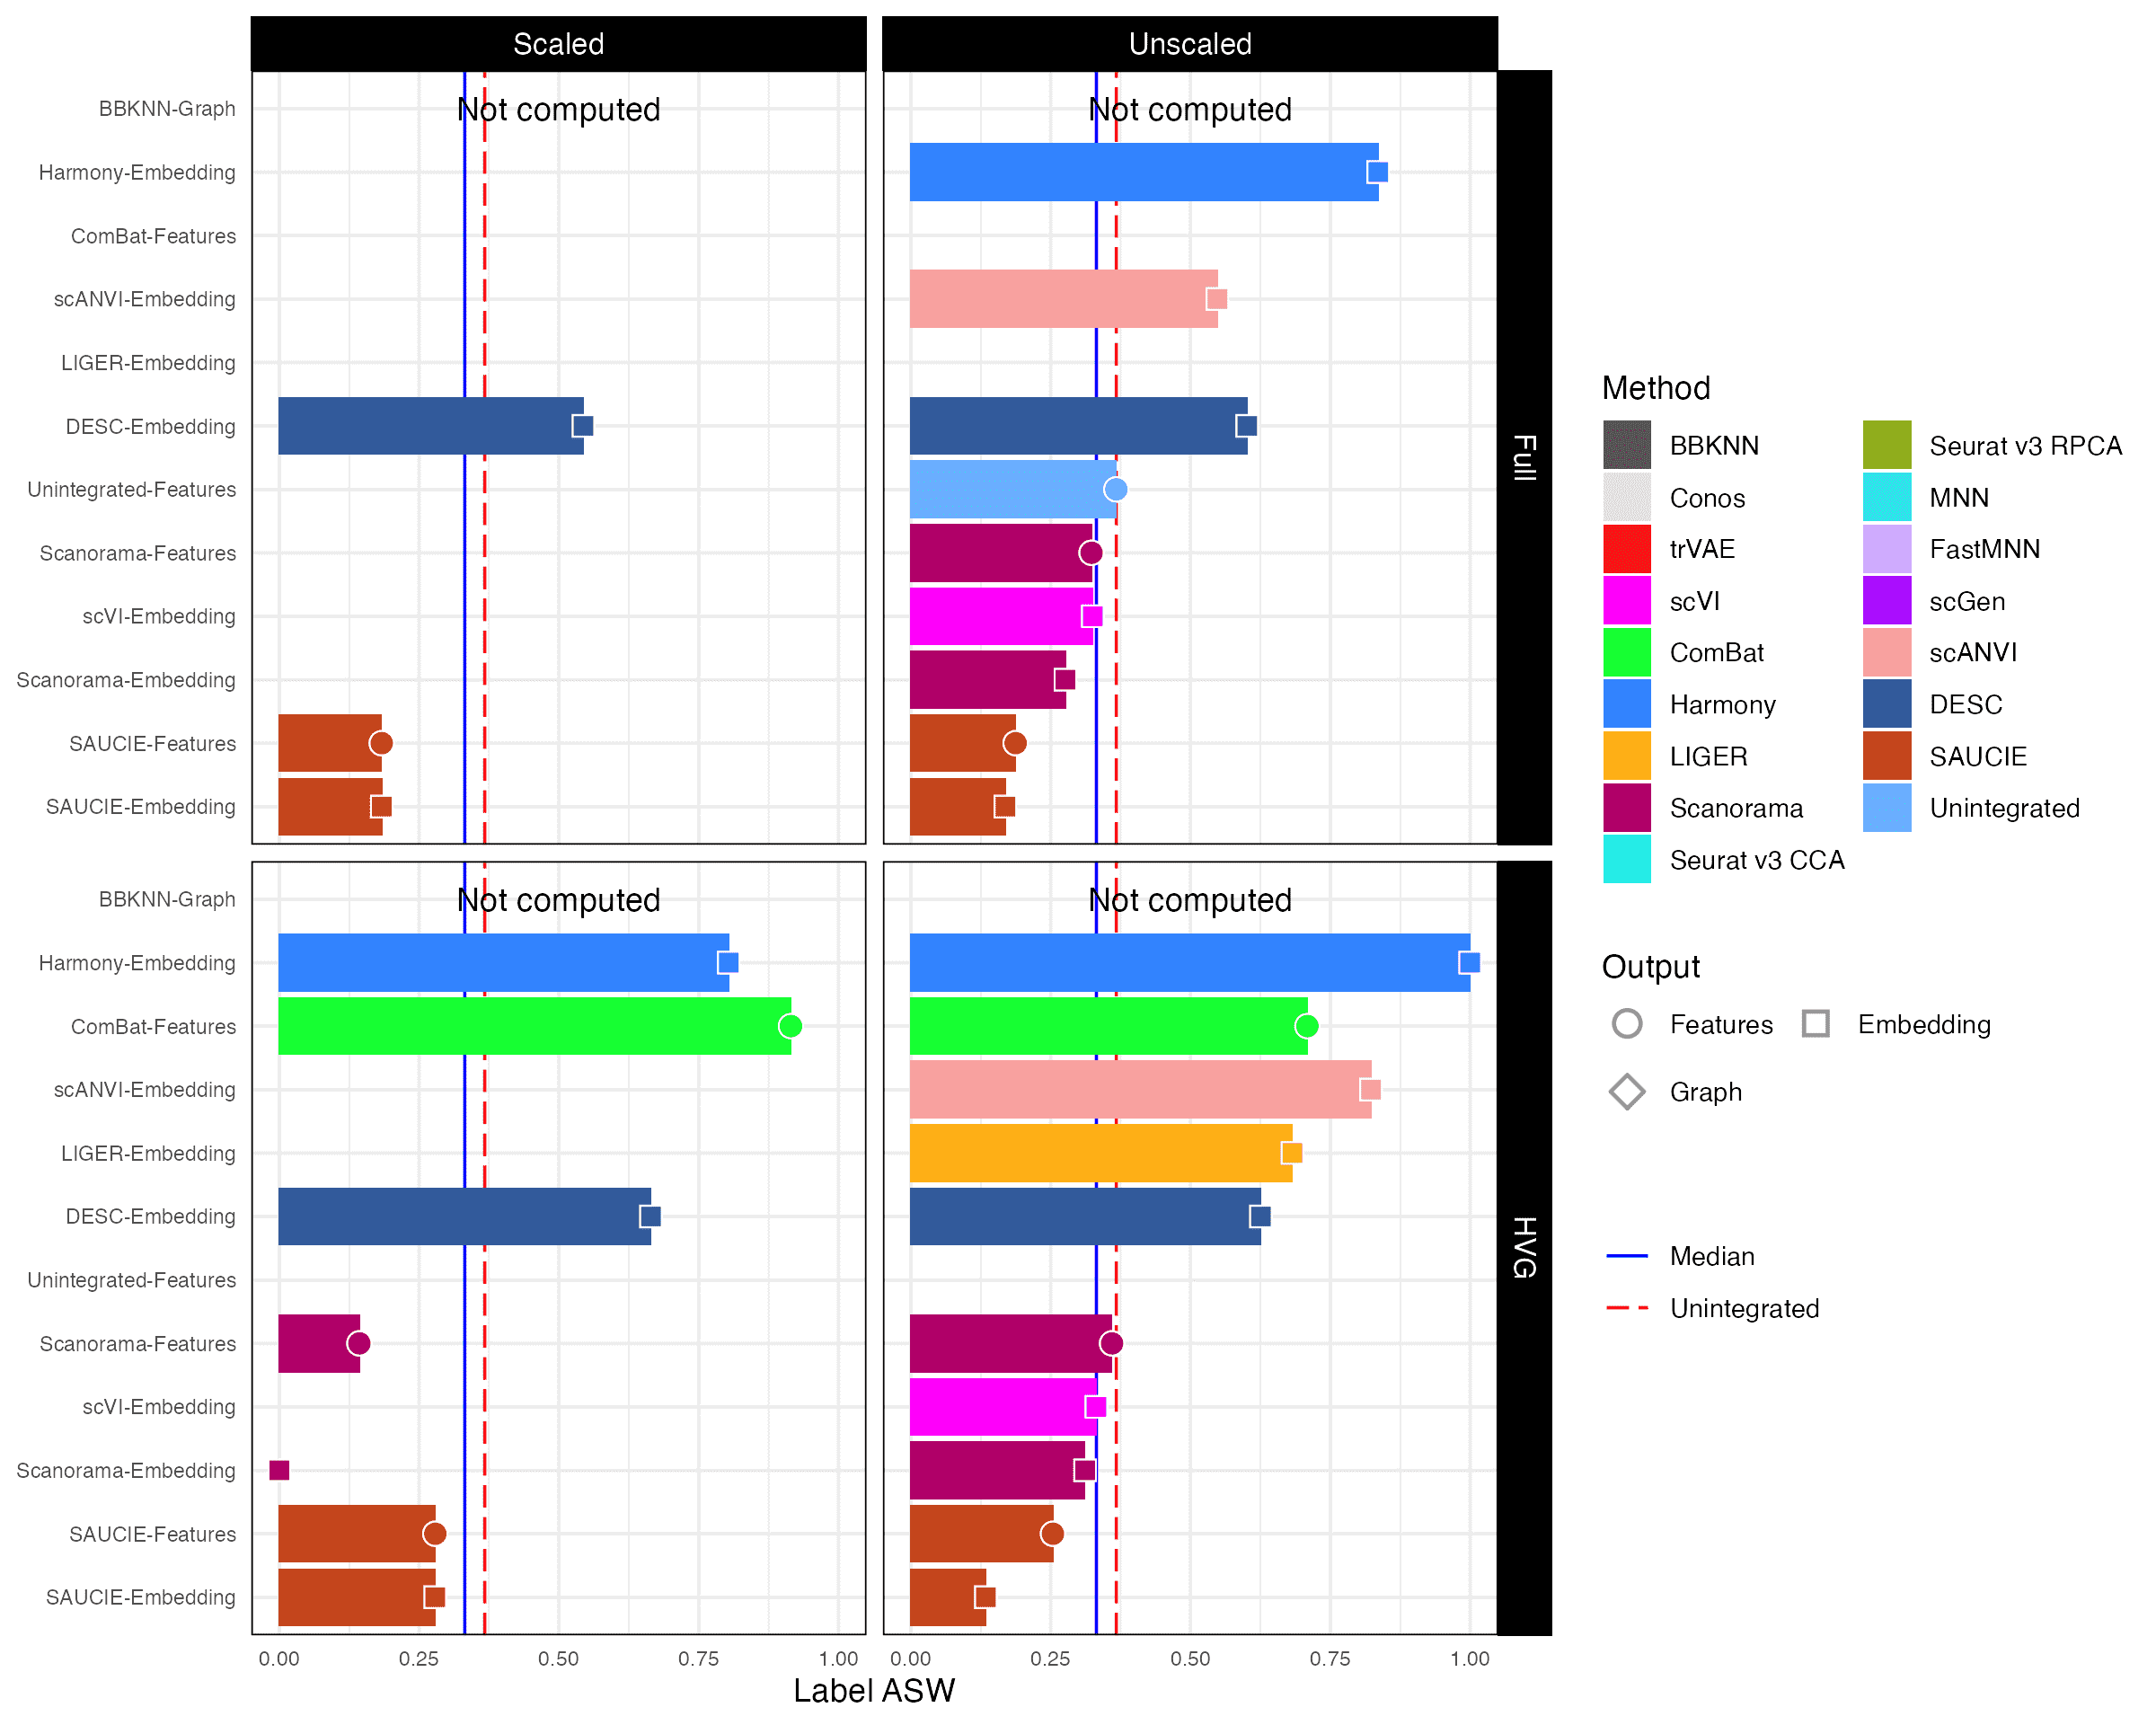 Scaled
Unscaled
BBKNN-Graph
Not computed
Not computed
Harmony-Embedding
ComBat-Features
scANVI-Embedding
LIGER-Embedding
DESC-Embedding
Unintegrated-Features
Scanorama-Features
scVI-Embedding
Scanorama-Embedding
SAUCIE-Features
SAUCIE-Embedding
Full
BBKNN-Graph
Not computed
Not computed
Harmony-Embedding
ComBat-Features
scANVI-Embedding
LIGER-Embedding
DESC-Embedding
Unintegrated-Features
Scanorama-Features
scVI-Embedding
Scanorama-Embedding
SAUCIE-Features
SAUCIE-Embedding
HVG
0.00 0.25 0.50 0.75 1.00
0.00 0.25 0.50 0.75 1.00
Label ASW
Method
BBKNN
Conos
trVAE
scVI
ComBat
Harmony
LIGER
Scanorama
Seurat v3 CCA
Seurat v3 RPCA
MNN
FastMNN
scGen
scANVI
DESC
SAUCIE
Unintegrated
Output
Features
Embedding
Graph
Median
Unintegrated